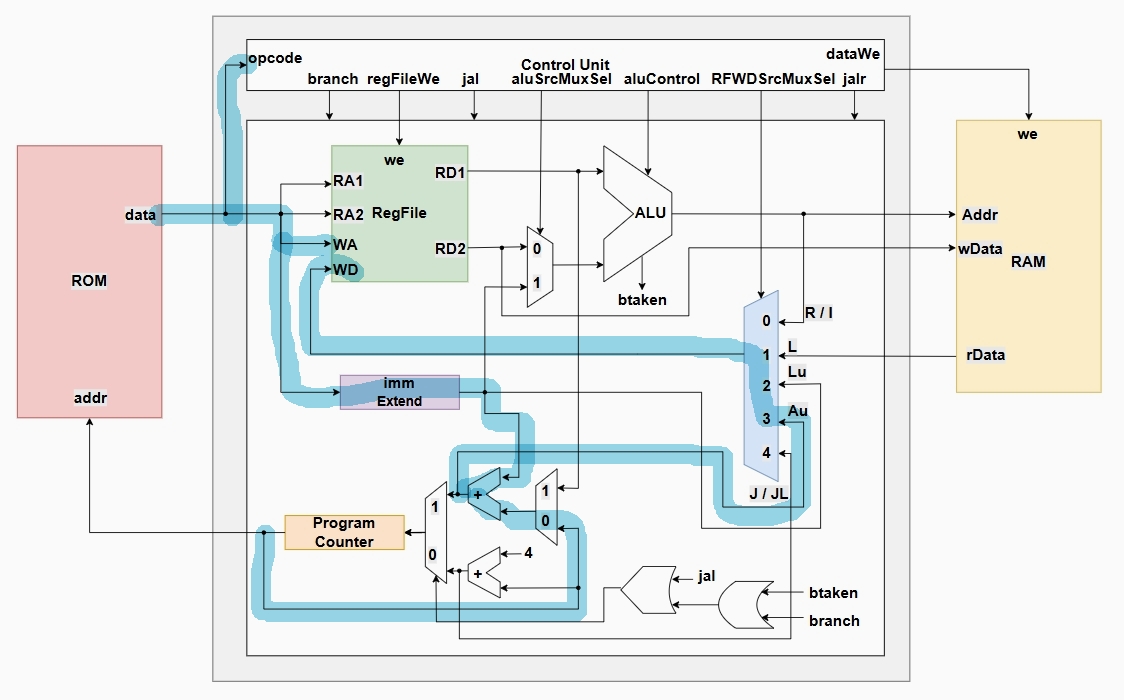 opcode
dataWe
Control Unit
branch regFileWe jal aluSrcMuxSel aluControl RFWDSrcMuxSel jalr
we
we
RA1
RD1
data
RA2
RegFile
ALU
Addr
WA
RD2
0
wData
RAM
WD
1
ROM
btaken
0
R / I
1
L
rData
2
Lu
imm
Extend
addr
3
Au
4
1
J / JL
+
1
0
Program
Counter
0
4
+
jal
btaken
branch